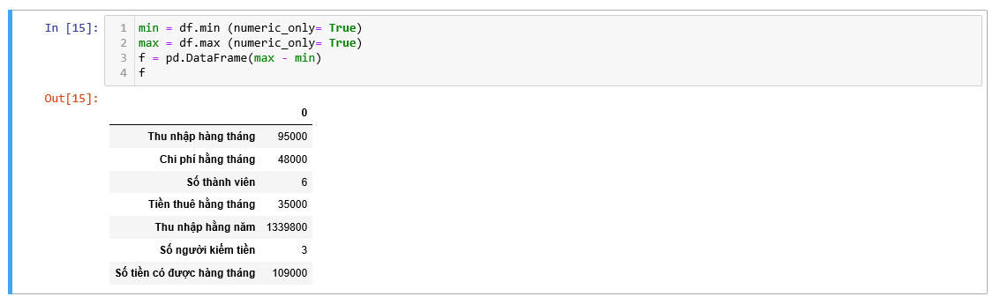 In [15]:
1 min = df.min (numeric_only= True)
2 max = df.max (numeric_only= True)
3 f = pd.DataFrame(max - min)
4 f
Out[15]:
0
Thu nhập hàng tháng 95000
Chi phí hằng tháng 48000
Số thành viên 6
Tiền thuê hằng tháng 35000
Thu nhập hằng năm 1339800
Số người kiếm tiền 3
Số tiền có được hàng tháng 109000